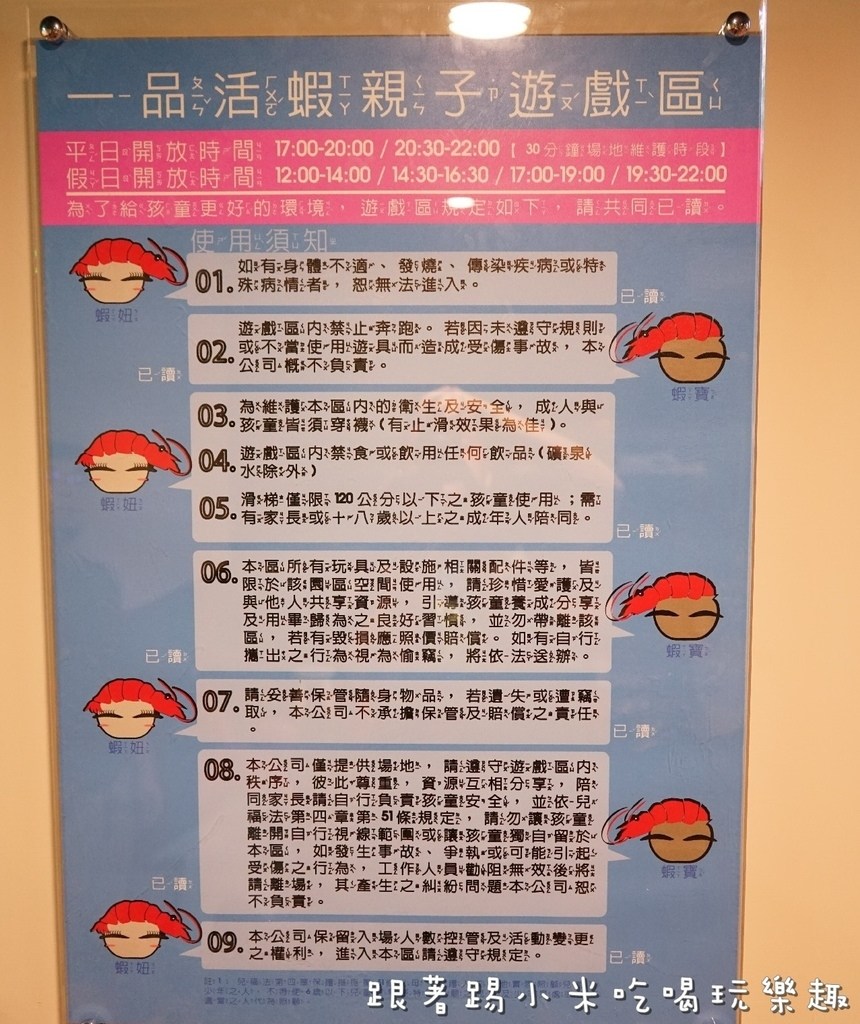 一品活蝦親子遊戲區
平日開放時間 17:00-20:00 / 20:30-22:00 【 30分鐘場地維護時段 】
假日開放時間 12:00-14:00 / 14:30-16:30 / 17:00-19:00 / 19:30-22:00
為了給孩童更好的環境，遊戲區規定如下，請共同已讀。
使用須知
01. 如有身體不適、發燒、傳染疾病或特
殊病情者，恕無法進入。
已讀
蝦妞
02. 遊戲區內禁止奔跑。若因未遵守規則
或不當使用遊具而造成受傷事故，本
公司概不負責。
已讀
蝦寶
03. 為維護本區內的衛生及安全，成人與
孩童皆須穿襪(有止滑效果為佳)。
04. 遊戲區內禁食或飲用任何飲品(礦泉
水除外)
05. 滑梯僅限120公分以下之孩童使用；需
有家長或十八歲以上之成年人陪同。
已讀
蝦妞
06. 本區所有玩具及設施相關配件等，皆
限於該園區空間使用，請珍惜愛護及
與他人共享資源，引導孩童養成分享
及用畢歸為之良好習慣，並勿帶離該
區，若有毀損應照價賠償。如有自行
攜出之行為視為偷竊，將依法送辦。
已讀
蝦寶
07. 請妥善保管隨身物品，若遺失或遭竊
取，本公司不承擔保管及賠償之責任
。
已讀
蝦妞
08. 本公司僅提供場地，請遵守遊戲區內
秩序，彼此尊重，資源互相分享，陪
同家長請自行負責孩童安全，並依兒
福法第四章第51條規定，請勿讓孩童
離開自行視線範圍或讓孩童獨自留於
本區，如發生事故、爭執或可能引起
受傷之行為，工作人員勸阻無效後將
請離場，其產生之糾紛問題本公司恕
不負責。
已讀
蝦寶
09. 本公司保留入場人數控管及活動變更
之權利，進入本區請遵守規定。
已讀
蝦妞
跟著踢小米吃喝玩樂趣